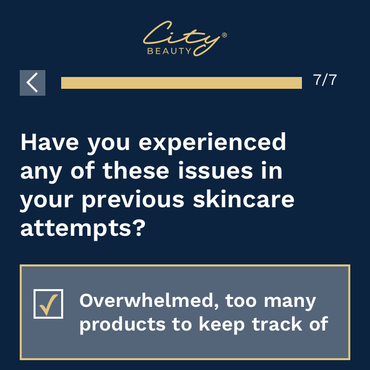 City®
BEAUTY
7/7
Have you experienced
any of these issues in
your previous skincare
attempts?
Overwhelmed, too many
products to keep track of